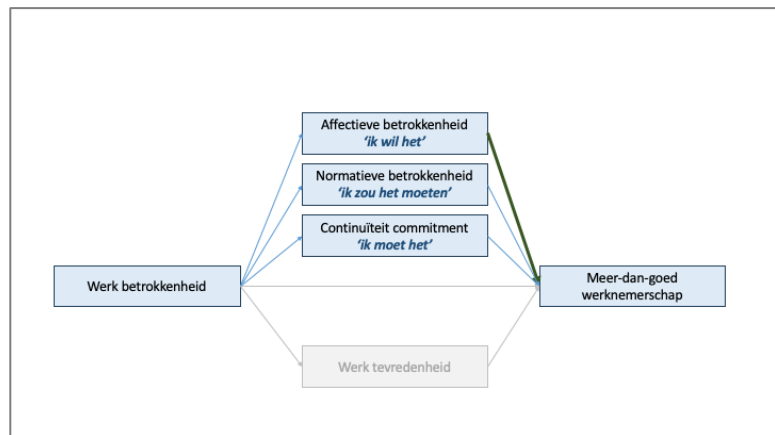 Affectieve betrokkenheid
‘ik wil het’
Normatieve betrokkenheid
‘ik zou het moeten’
Continuïteit commitment
‘ik moet het’
Werk betrokkenheid
Meer-dan-goed
werknemerschap
Werk tevredenheid